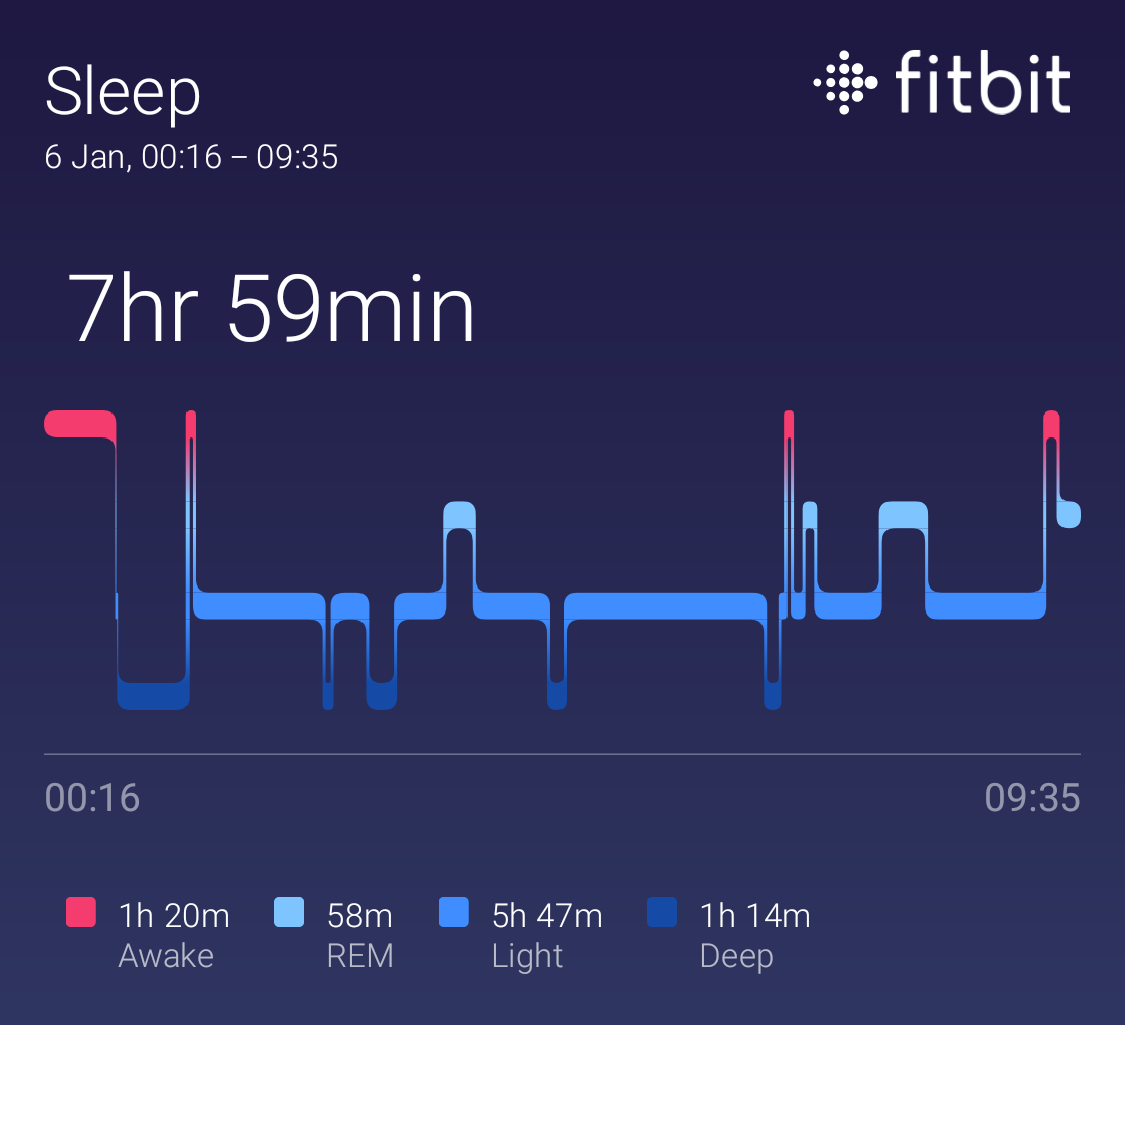 Sleep
fitbit
6 Jan, 00:16 – 09:35
7hr 59min
00:16 09:35
1h 20m 58m 5h 47m 1h 14m
Awake REM Light Deep